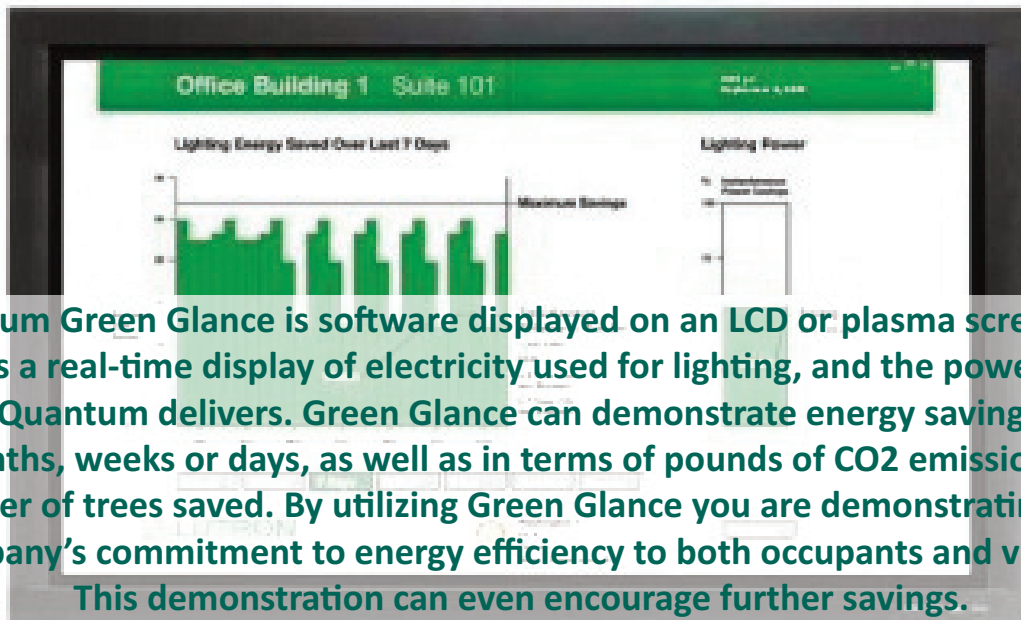 Office Building 1 Suite 101
Lighting Energy Saved Over Last 7 Days
Lighting Power
Maximum Savings
um Green Glance is software displayed on an LCD or plasma scre
s a real-time display of electricity used for lighting, and the powe
Quantum delivers. Green Glance can demonstrate energy saving
ths, weeks or days, as well as in terms of pounds of CO2 emissio
er of trees saved. By utilizing Green Glance you are demonstrati
pany's commitment to energy efficiency to both occupants and v
This demonstration can even encourage further savings.